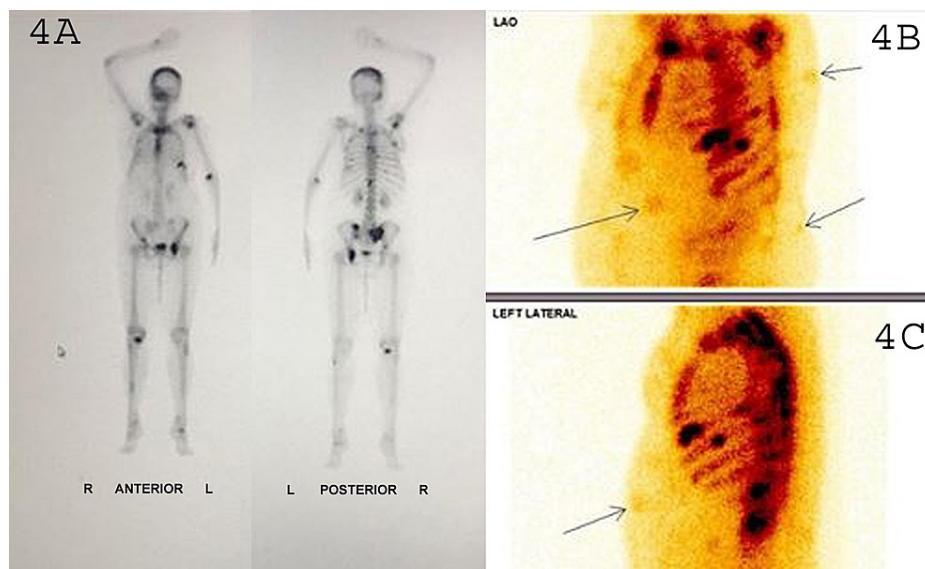 4A
R ANTERIOR L
L POSTERIOR R
LAO
4B
LEFT LATERAL
4C